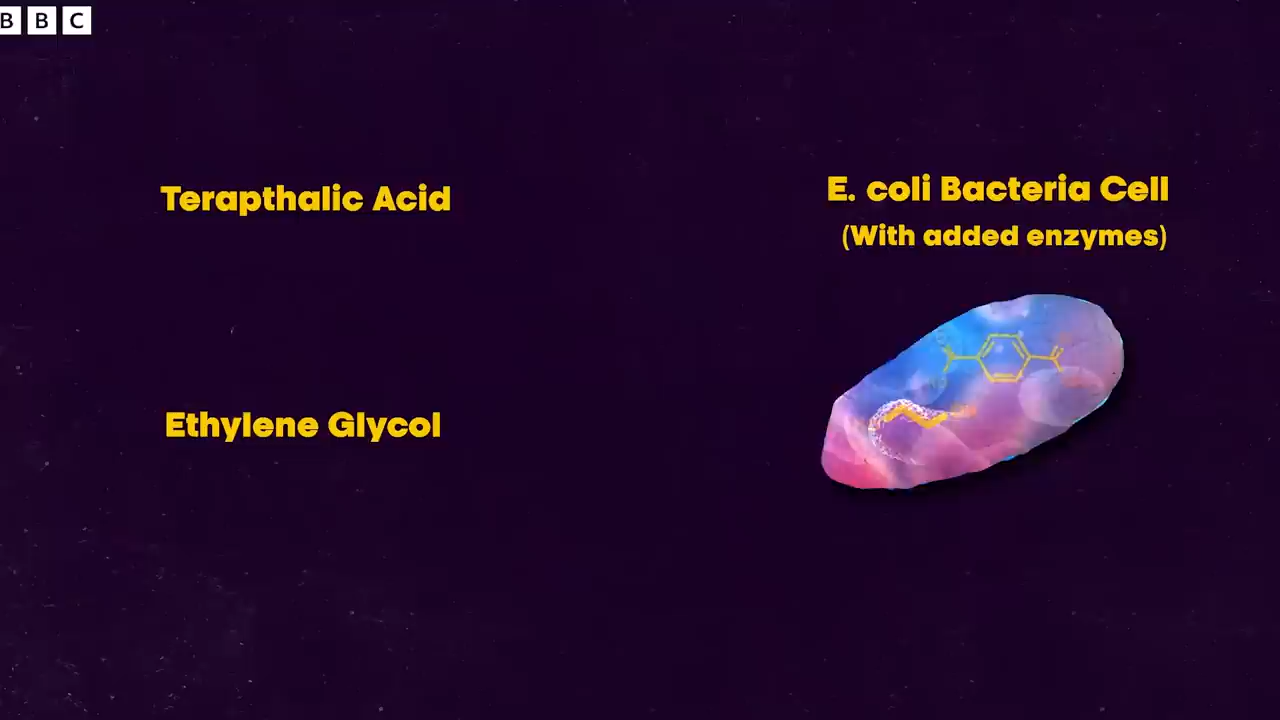 BBC
Terapthalic Acid
E. coli Bacteria Cell
(With added enzymes)
Ethylene Glycol